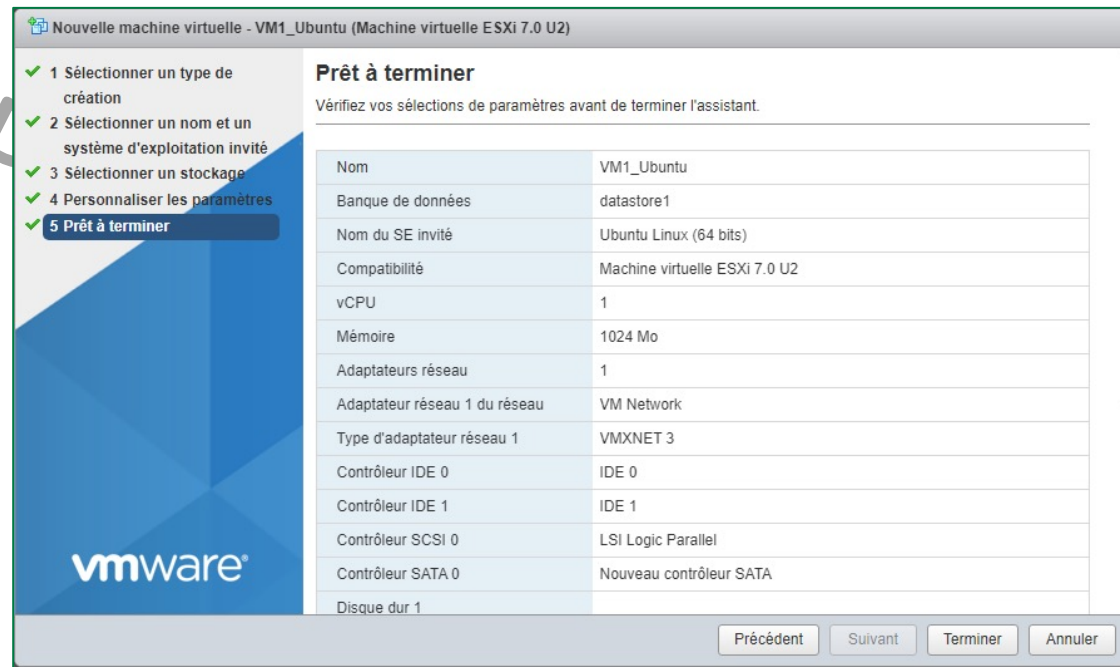 Nouvelle machine virtuelle - VM1_Ubuntu (Machine virtuelle ESXi 7.0 U2)
1 Sélectionner un type de
création
2 Sélectionner un nom et un
système d'exploitation invité
3 Sélectionner un stockage
4 Personnaliser les paramètres
5 Prêt à terminer
vmware®
Prêt à terminer
Vérifiez vos sélections de paramètres avant de terminer l'assistant.
Nom VM1_Ubuntu
Banque de données datastore1
Nom du SE invité Ubuntu Linux (64 bits)
Compatibilité Machine virtuelle ESXi 7.0 U2
vCPU 1
Mémoire 1024 Mo
Adaptateurs réseau 1
Adaptateur réseau 1 du réseau VM Network
Type d'adaptateur réseau 1 VMXNET 3
Contrôleur IDE 0 IDE 0
Contrôleur IDE 1 IDE 1
Contrôleur SCSI 0 LSI Logic Parallel
Contrôleur SATA 0 Nouveau contrôleur SATA
Disque dur 1
Précédent Suivant Terminer Annuler